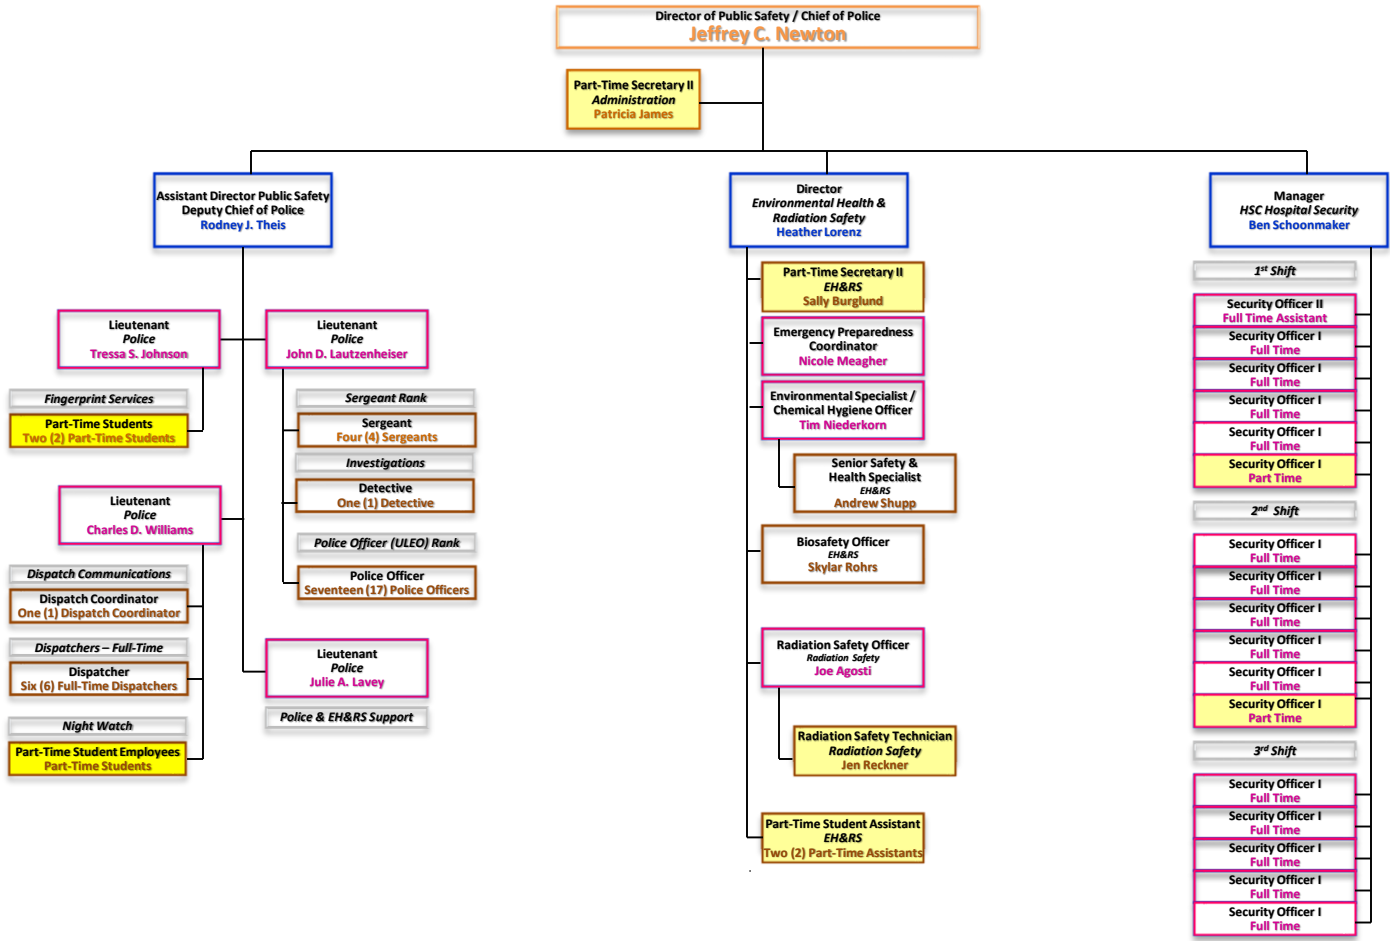 Director of Public Safety / Chief of Police
Jeffrey C. Newton
Part-Time Secretary II
Administration
Patricia James
Assistant Director Public Safety
Deputy Chief of Police
Rodney J. Theis
Lieutenant
Police
Tressa S. Johnson
Lieutenant
Police
John D. Lautzenheiser
Fingerprint Services
Part-Time Students
Two (2) Part-Time Students
Sergeant Rank
Sergeant
Four (4) Sergeants
Investigations
Detective
One (1) Detective
Police Officer (ULEO) Rank
Police Officer
Seventeen (17) Police Officers
Lieutenant
Police
Charles D. Williams
Dispatch Communications
Dispatch Coordinator
One (1) Dispatch Coordinator
Dispatchers – Full-Time
Dispatcher
Six (6) Full-Time Dispatchers
Night Watch
Part-Time Student Employees
Part-Time Students
Lieutenant
Police
Julie A. Lavey
Police & EH&RS Support
Director
Environmental Health &
Radiation Safety
Heather Lorenz
Part-Time Secretary II
EH&RS
Sally Burglund
Emergency Preparedness
Coordinator
Nicole Meagher
Environmental Specialist /
Chemical Hygiene Officer
Tim Niederkorn
Senior Safety &
Health Specialist
EH&RS
Andrew Shupp
Biosafety Officer
EH&RS
Skylar Rohrs
Radiation Safety Officer
Radiation Safety
Joe Agosti
Radiation Safety Technician
Radiation Safety
Jen Reckner
Part-Time Student Assistant
EH&RS
Two (2) Part-Time Assistants
Manager
HSC Hospital Security
Ben Schoonmaker
1st Shift
Security Officer II
Full Time Assistant
Security Officer I
Full Time
Security Officer I
Full Time
Security Officer I
Full Time
Security Officer I
Full Time
Security Officer I
Part Time
2nd Shift
Security Officer I
Full Time
Security Officer I
Full Time
Security Officer I
Full Time
Security Officer I
Full Time
Security Officer I
Full Time
Security Officer I
Part Time
3rd Shift
Security Officer I
Full Time
Security Officer I
Full Time
Security Officer I
Full Time
Security Officer I
Full Time
Security Officer I
Full Time